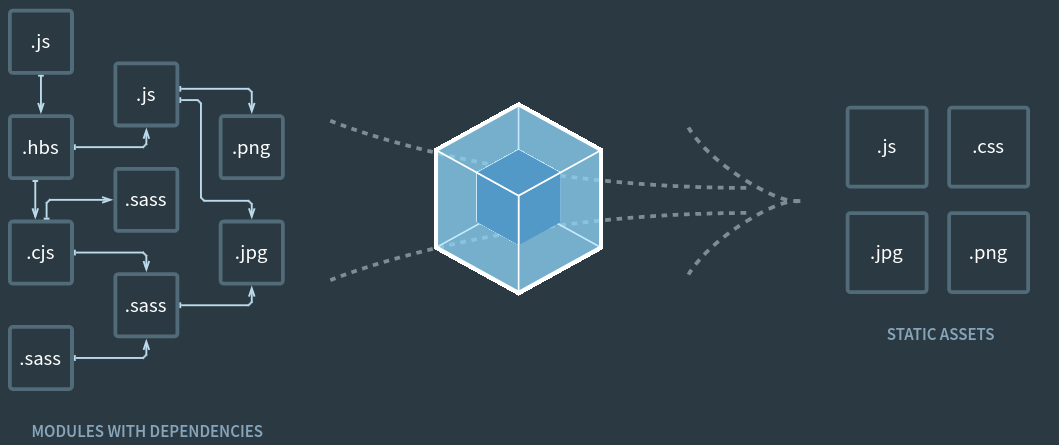 .js
.js
.hbs
.png
.sass
.cjs
.jpg
.sass
.sass
MODULES WITH DEPENDENCIES
.js
.css
.jpg
.png
STATIC ASSETS